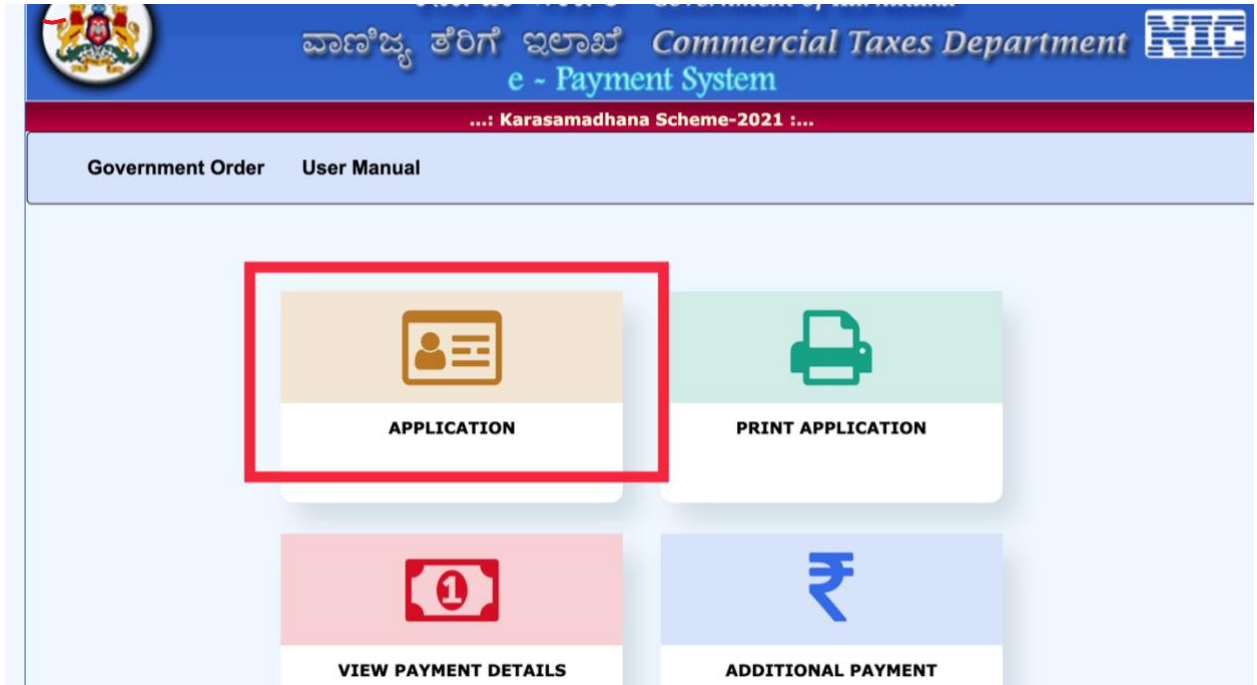 ವಾಣಿಜ್ಯ ತೆರಿಗೆ ಇಲಾಖೆ Commercial Taxes Department NIC
e - Payment System
...: Karasamadhana Scheme-2021 :...
Government Order User Manual
APPLICATION PRINT APPLICATION
1 ₹
VIEW PAYMENT DETAILS ADDITIONAL PAYMENT